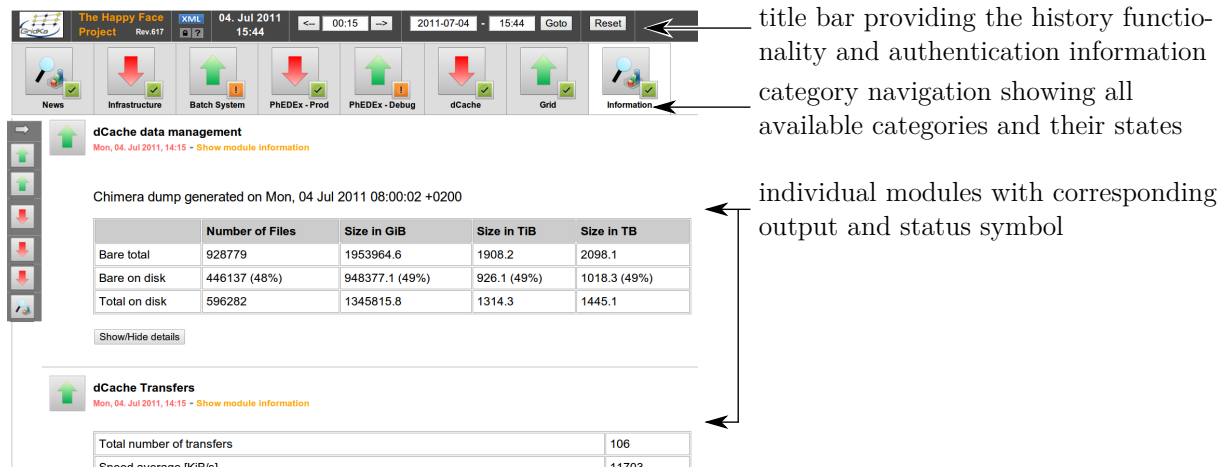 GridKa
The Happy Face
Project Rev.617
XML
?
04. Jul 2011
15:44
<-- 00:15 --> 2011-07-04 - 15:44 Goto Reset
title bar providing the history functio-
nality and authentication information
News Infrastructure Batch System PhEDEx - Prod PhEDEx - Debug dCache Grid Information
category navigation showing all
available categories and their states
dCache data management
Mon, 04. Jul 2011, 14:15 - Show module information
individual modules with corresponding
output and status symbol
Chimera dump generated on Mon, 04 Jul 2011 08:00:02 +0200
Number of Files Size in GiB Size in TiB Size in TB
Bare total 928779 1953964.6 1908.2 2098.1
Bare on disk 446137 (48%) 948377.1 (49%) 926.1 (49%) 1018.3 (49%)
Total on disk 596282 1345815.8 1314.3 1445.1
Show/Hide details
dCache Transfers
Mon, 04. Jul 2011, 14:15 - Show module information
Total number of transfers 106
Speed average [KiB/s] 11703